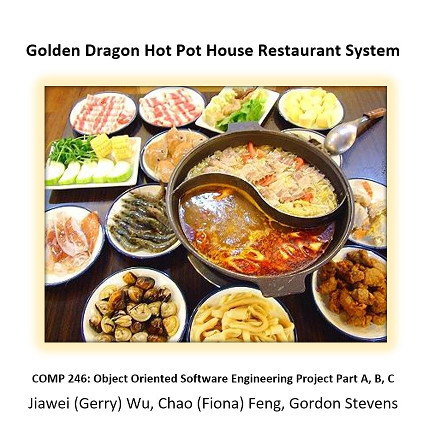 Golden Dragon Hot Pot House Restaurant System
COMP 246: Object Oriented Software Engineering Project Part A, B, C
Jiawei (Gerry) Wu, Chao (Fiona) Feng, Gordon Stevens